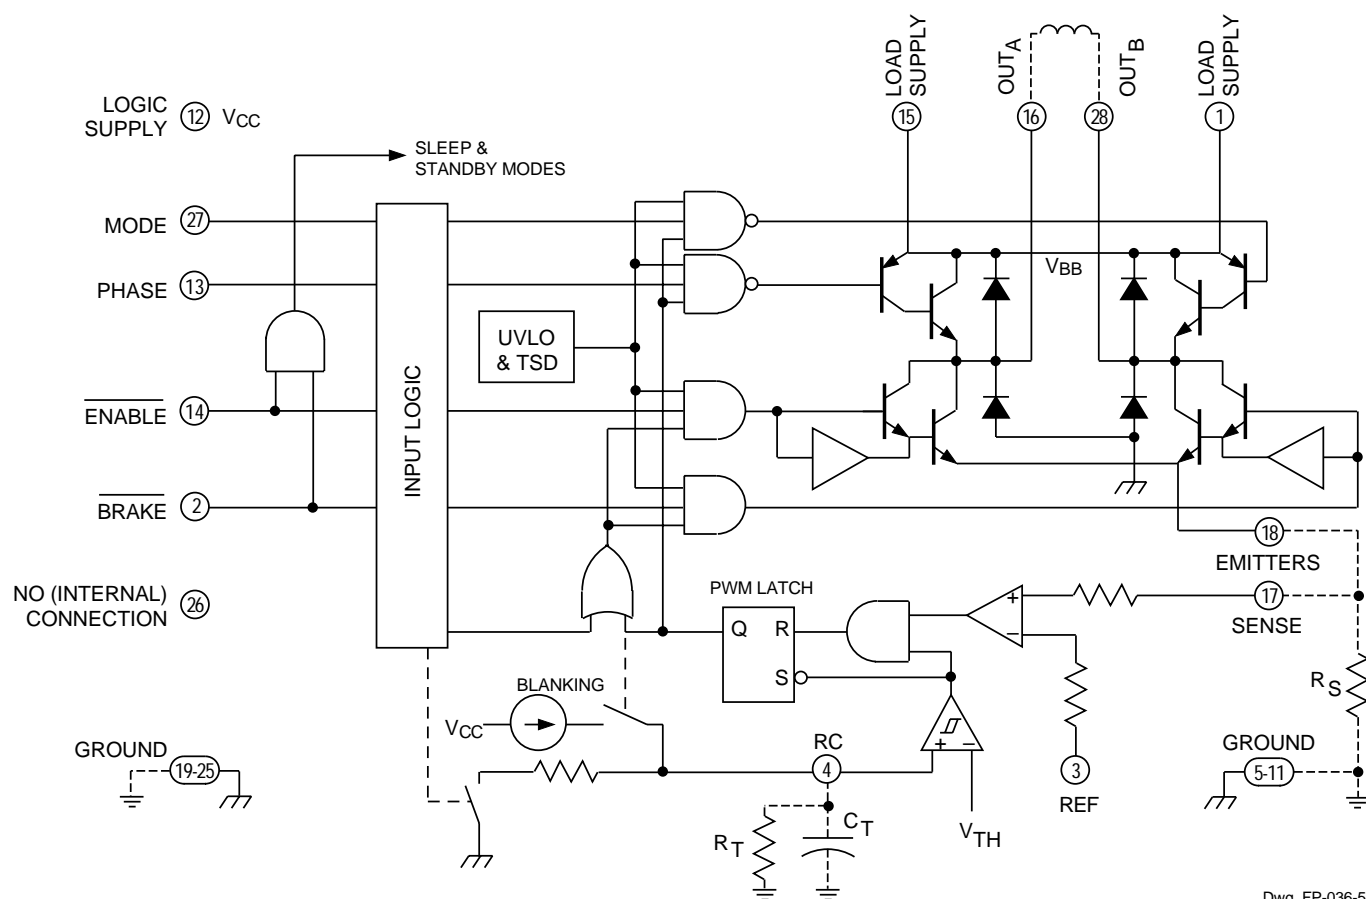 LOAD
SUPPLY
OUTA
OUTB
LOAD
SUPPLY
LOGIC
SUPPLY
12
VCC
15
16
28
1
SLEEP &
STANDBY MODES
MODE
27
PHASE
13
VBB
UVLO
& TSD
INPUT LOGIC
ENABLE
14
BRAKE
2
18
EMITTERS
NO (INTERNAL)
CONNECTION
26
PWM LATCH
Q
R
S
+
−
17
SENSE
BLANKING
VCC
RS
GROUND
19-25
RC
4
+
−
3
REF
GROUND
5-11
RT
CT
VTH
Dwg. FP-036-5